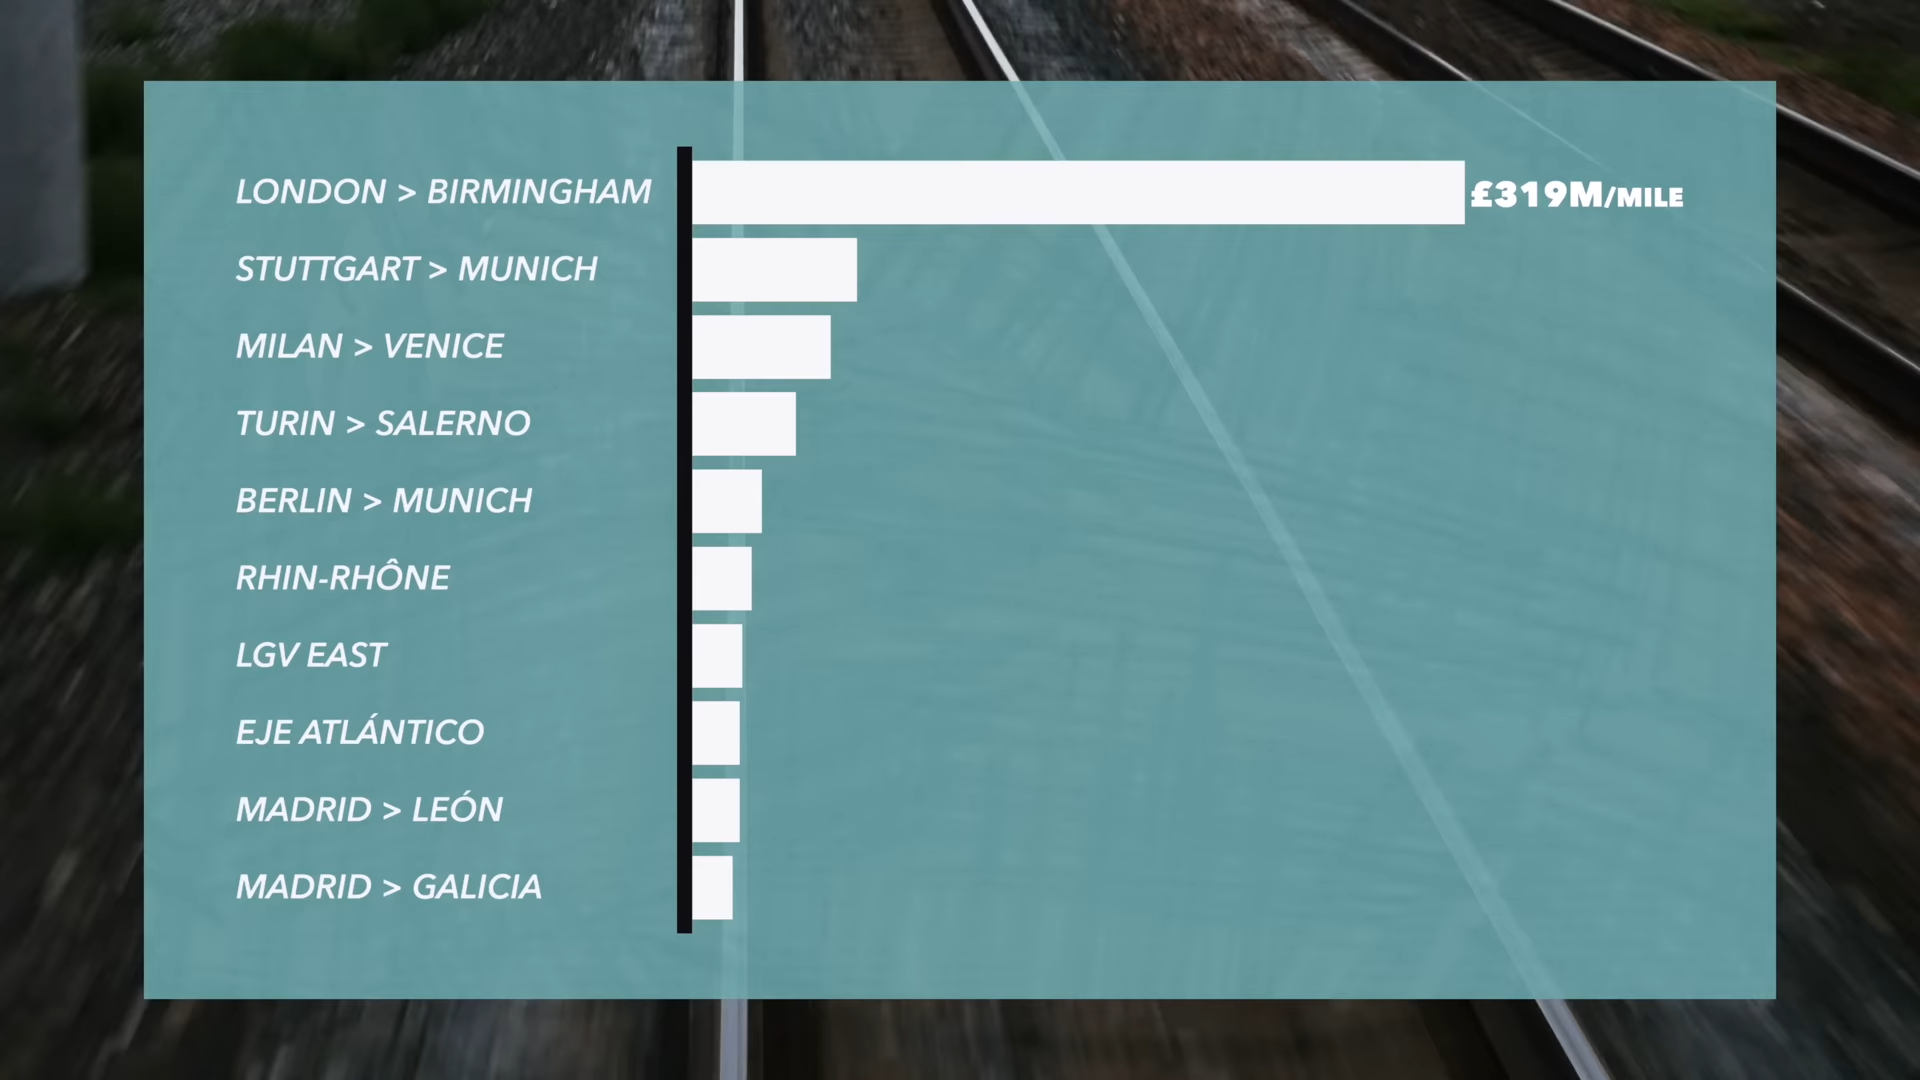 LONDON > BIRMINGHAM £319M/MILE
STUTTGART > MUNICH
MILAN > VENICE
TURIN > SALERNO
BERLIN > MUNICH
RHIN-RHÔNE
LGV EAST
EJE ATLÁNTICO
MADRID > LEÓN
MADRID > GALICIA